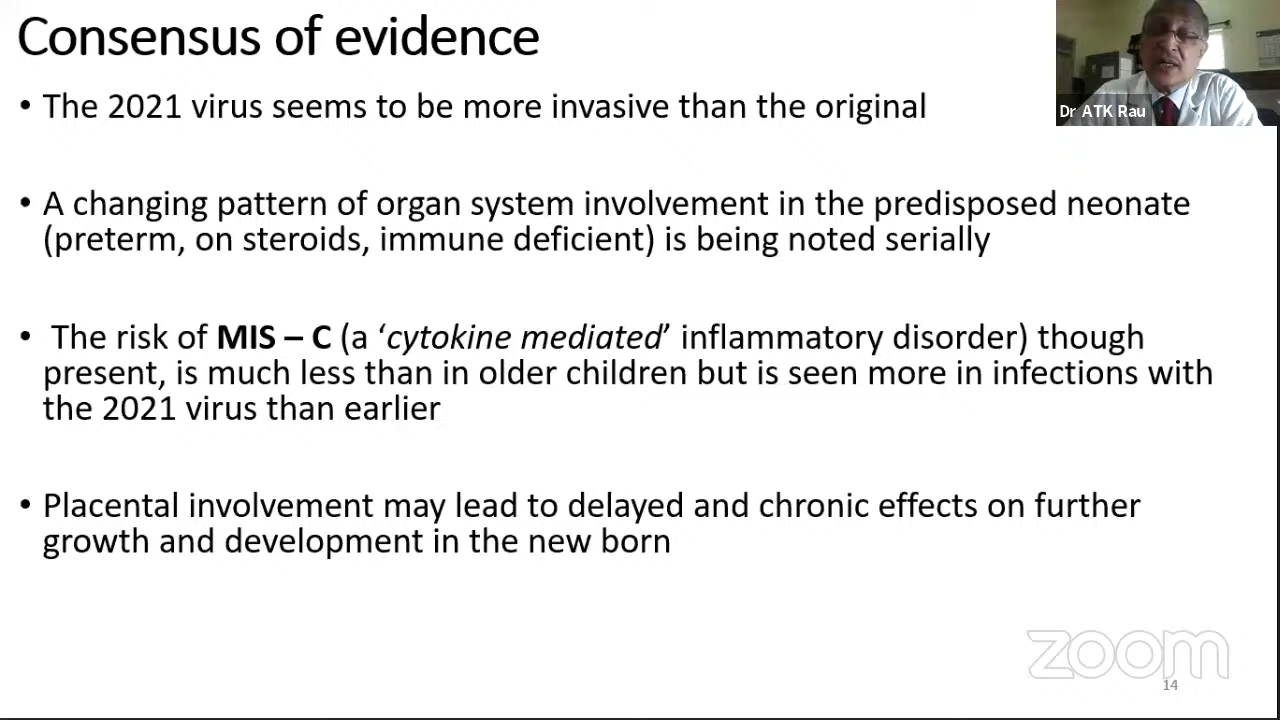 Consensus of evidence
Dr ATK Rau
• The 2021 virus seems to be more invasive than the original
• A changing pattern of organ system involvement in the predisposed neonate
(preterm, on steroids, immune deficient) is being noted serially
• The risk of MIS – C (a ‘cytokine mediated’ inflammatory disorder) though
present, is much less than in older children but is seen more in infections with
the 2021 virus than earlier
• Placental involvement may lead to delayed and chronic effects on further
growth and development in the new born
zoom
14